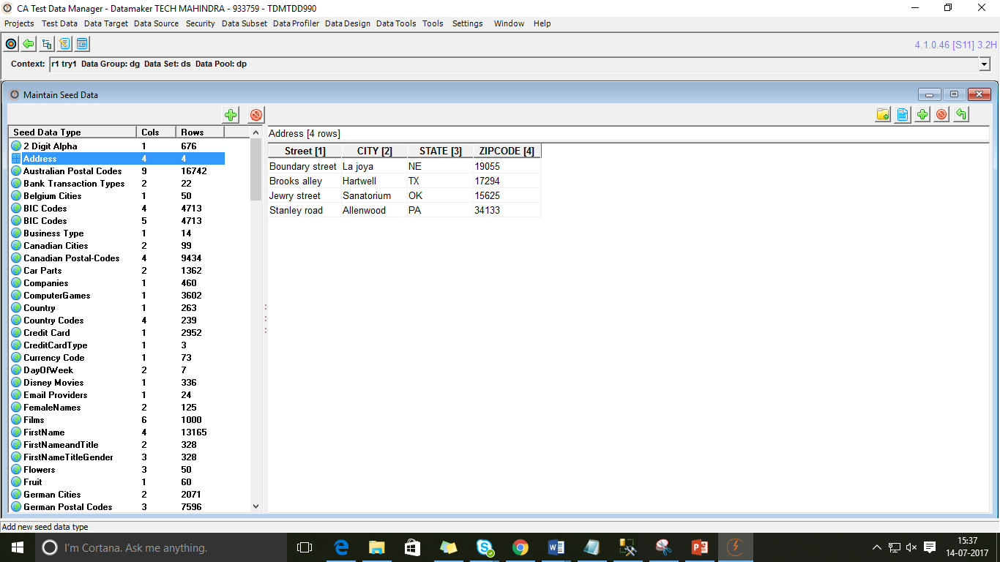 CA Test Data Manager - Datamaker TECH MAHINDRA - 933759 - TDMTDD990
Projects Test Data Data Target Data Source Security Data Subset Data Profiler Data Design Data Tools Tools Settings Window Help
4.1.0.46 [S11] 3.2H
Context: r1 try1 Data Group: dg Data Set: ds Data Pool: dp
Maintain Seed Data
Seed Data Type Cols Rows
2 Digit Alpha 1 676
Address 4 4
Australian Postal Codes 9 16742
Bank Transaction Types 2 22
Belgium Cities 1 50
BIC Codes 4 4713
BIC Codes 5 4713
Business Type 1 14
Canadian Cities 2 99
Canadian Postal-Codes 4 9434
Car Parts 2 1362
Companies 1 460
ComputerGames 1 3602
Country 1 263
Country Codes 4 239
Credit Card 1 2952
CreditCardType 1 3
Currency Code 1 73
DayOfWeek 2 7
Disney Movies 1 336
Email Providers 1 24
FemaleNames 2 125
Films 6 1000
FirstName 4 13165
FirstNameandTitle 2 328
FirstNameTitleGender 3 328
Flowers 3 50
Fruit 1 60
German Cities 2 2071
German Postal Codes 3 7596
Address [4 rows]
Street [1] CITY [2] STATE [3] ZIPCODE [4]
Boundary street La joya NE 19055
Brooks alley Hartwell TX 17294
Jewry street Sanatorium OK 15625
Stanley road Allenwood PA 34133
Add new seed data type
I'm Cortana. Ask me anything.
15:37
14-07-2017